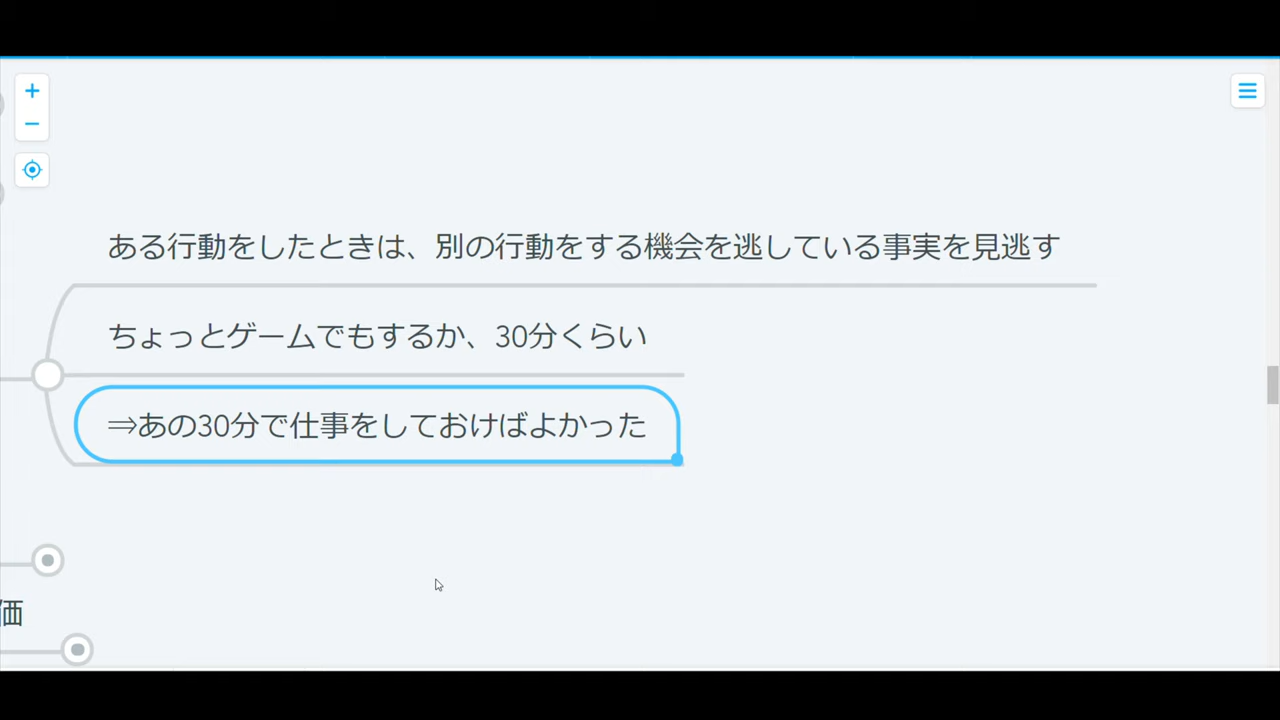 ある行動をしたときは、別の行動をする機会を逃している事実を見逃す
ちょっとゲームでもするか、30分くらい
⇒あの30分で仕事をしておけばよかった
価